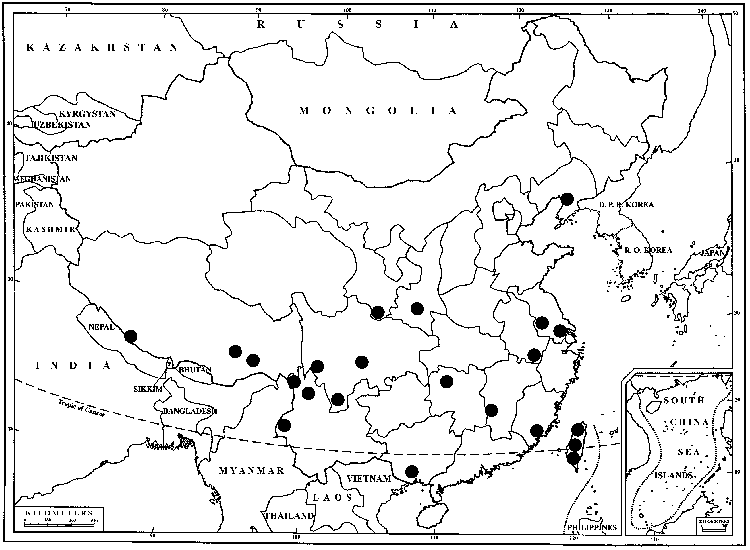 R U S S I A
K A Z A K H S T A N
M O N G O L I A
KYRGYSTAN
UZBEKISTAN
TAJIKISTAN
PAKISTAN
KASHMIR
D. P. R. KOREA
R. O. KOREA
JAPAN
NEPAL
I N D I A
BHUTAN
SIKKIM
Tropic of Cancer
BANGLADESH
MYANMAR
VIETNAM
LAOS
THAILAND
PHILIPPINES
SOUTH
CHINA
SEA
ISLANDS
KILOMETERS